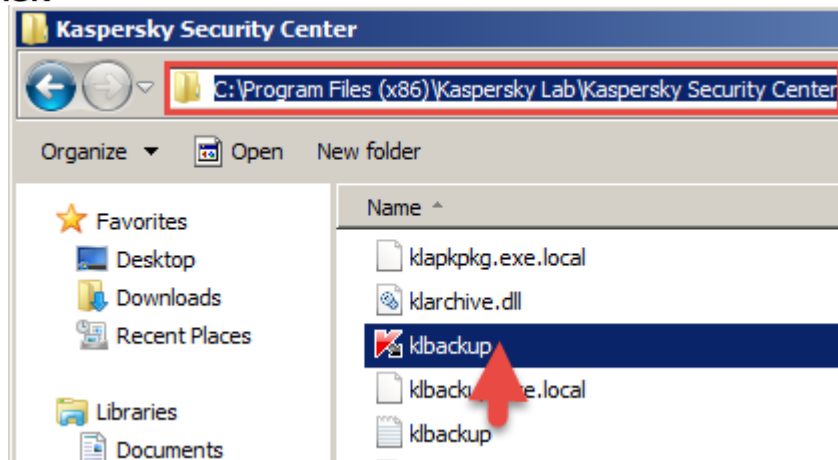 Kaspersky Security Center
C:\Program Files (x86)\Kaspersky Lab\Kaspersky Security Center
Organize Open New folder
Favorites
Desktop
Downloads
Recent Places
Libraries
Documents
Name
klapkpkg.exe.local
klarchive.dll
klbackup
klbackup